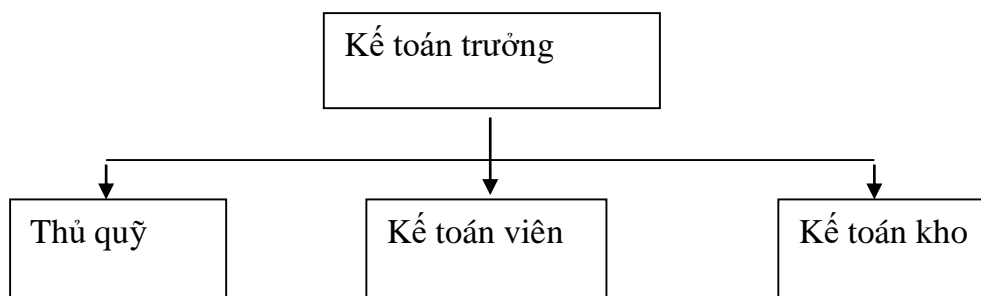 Kế toán trưởng
Thủ quỹ
Kế toán viên
Kế toán kho